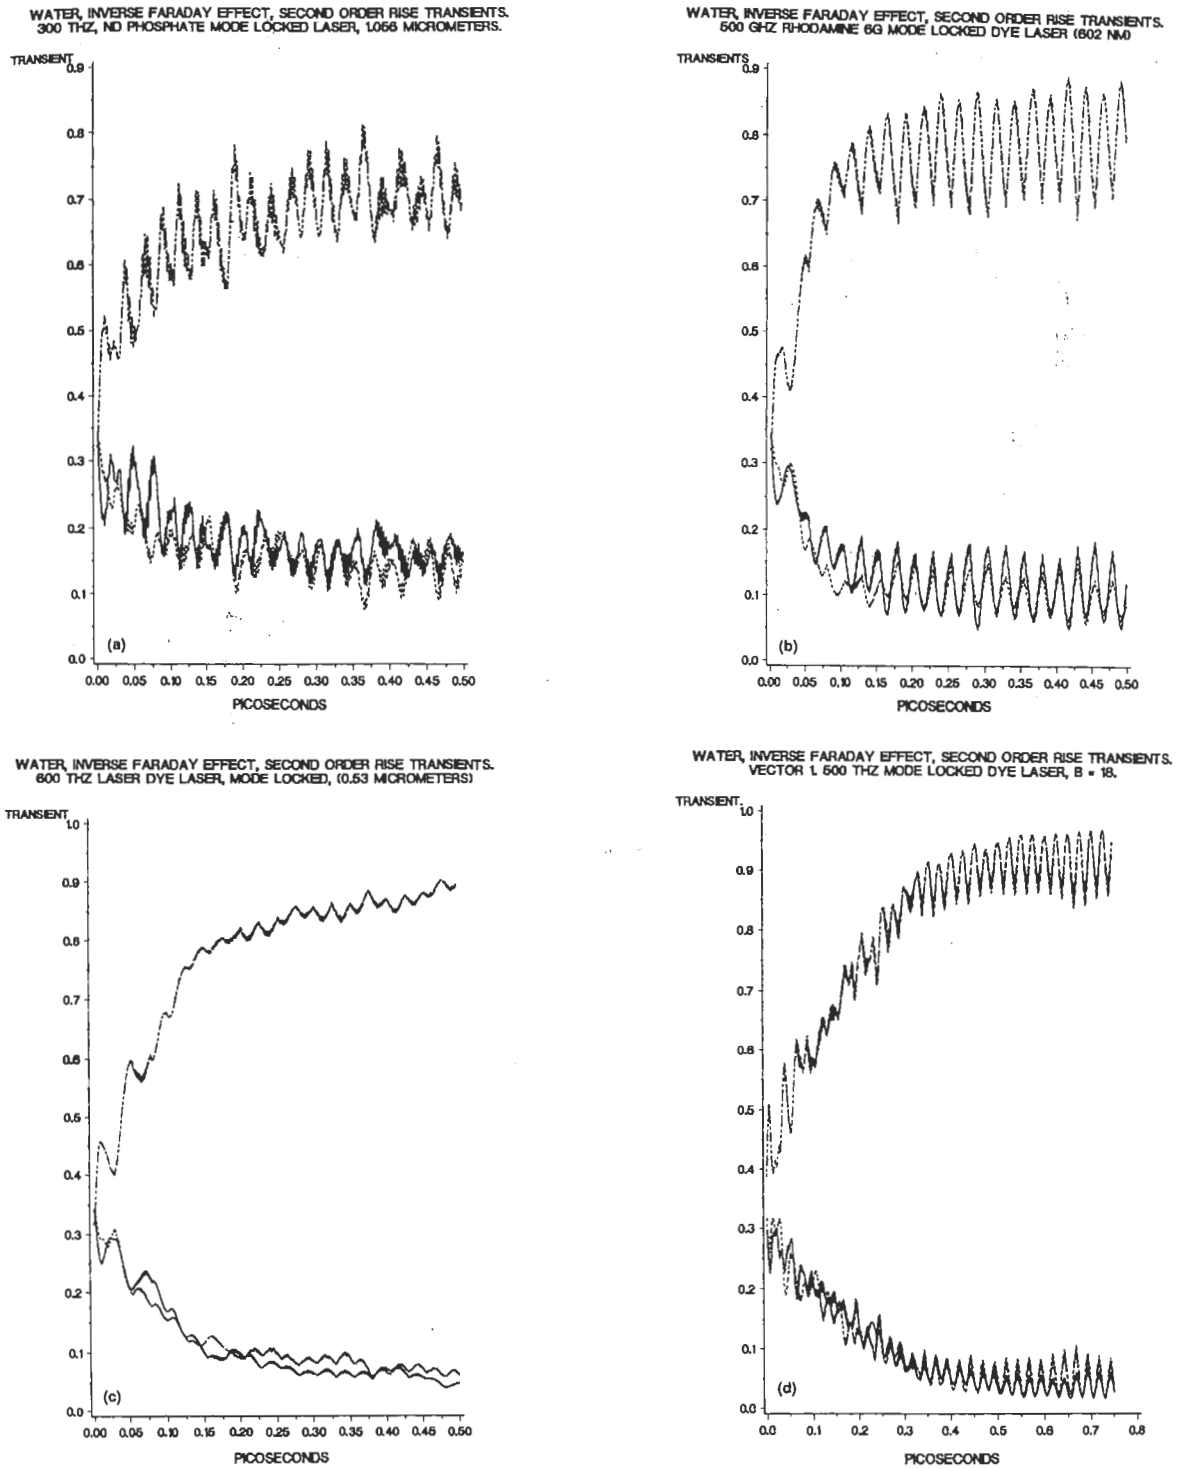 WATER, INVERSE FARADAY EFFECT, SECOND ORDER RISE TRANSIENTS.
300 THZ, ND PHOSPHATE MODE LOCKED LASER, 1.056 MICROMETERS.
TRANSIENT
0.9
0.8
0.7
0.6
0.5
0.4
0.3
0.2
0.1
0.0
(a)
0.00 0.05 0.10 0.15 0.20 0.25 0.30 0.35 0.40 0.45 0.50
PICOSECONDS
WATER, INVERSE FARADAY EFFECT, SECOND ORDER RISE TRANSIENTS.
500 GHZ RHODAMINE 6G MODE LOCKED DYE LASER (602 NM)
TRANSIENTS
0.9
0.8
0.7
0.6
0.5
0.4
0.3
0.2
0.1
0.0
(b)
0.00 0.05 0.10 0.15 0.20 0.25 0.30 0.35 0.40 0.45 0.50
PICOSECONDS
WATER, INVERSE FARADAY EFFECT, SECOND ORDER RISE TRANSIENTS.
600 THZ LASER DYE LASER, MODE LOCKED, (0.53 MICROMETERS)
TRANSIENT
1.0
0.9
0.8
0.7
0.6
0.5
0.4
0.3
0.2
0.1
0.0
(c)
0.00 0.05 0.10 0.15 0.20 0.25 0.30 0.35 0.40 0.45 0.50
PICOSECONDS
WATER, INVERSE FARADAY EFFECT, SECOND ORDER RISE TRANSIENTS.
VECTOR 1. 500 THZ MODE LOCKED DYE LASER, B = 18.
TRANSIENT.
1.0
0.9
0.8
0.7
0.6
0.5
0.4
0.3
0.2
0.1
0.0
(d)
0.0 0.1 0.2 0.3 0.4 0.5 0.6 0.7 0.8
PICOSECONDS